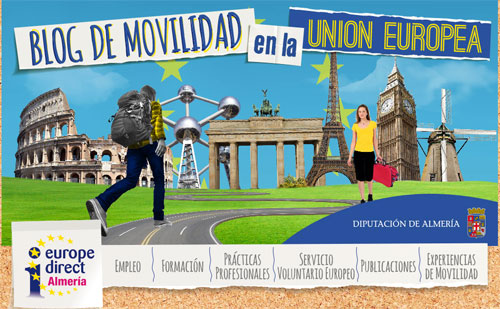 BLOG DE MOVILIDAD en la UNION EUROPEA
DIPUTACIÓN DE ALMERÍA
europe
direct
Almería
EMPLEO
FORMACIÓN
PRÁCTICAS
PROFESIONALES
SERVICIO
VOLUNTARIO EUROPEO
PUBLICACIONES
EXPERIENCIAS
DE MOVILIDAD